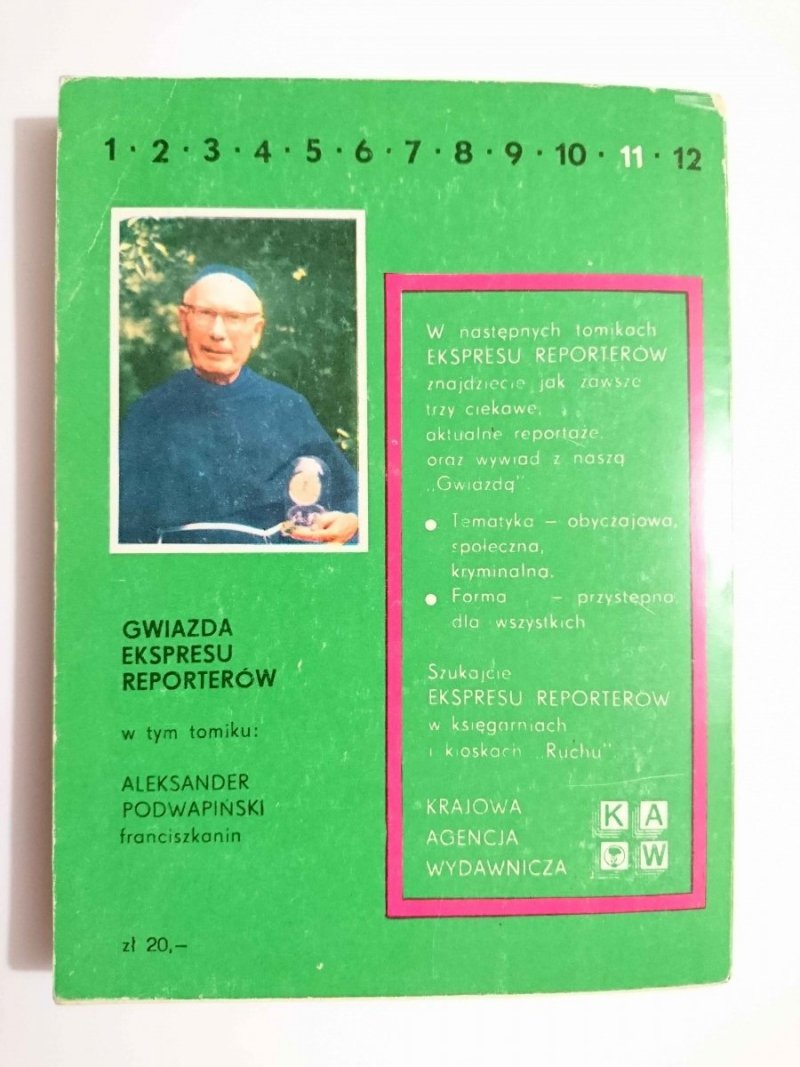 1 · 2 · 3 · 4 · 5 · 6 · 7 · 8 · 9 · 10 · 11 · 12
GWIAZDA
EKSPRESU
REPORTERÓW
w tym tomiku:
ALEKSANDER
PODWAPIŃSKI
franciszkanin
zł 20,—
W następnych tomikach
EKSPRESU REPORTERÓW
znajdziecie jak zawsze
trzy ciekawe,
aktualne reportaże,
oraz wywiad z naszą
„Gwiazdą".
● Tematyka – obyczajowa,
społeczna,
kryminalna.
● Forma – przystępna
dla wszystkich
Szukajcie
EKSPRESU REPORTERÓW
w księgarniach
i kioskach „Ruchu"
KRAJOWA
AGENCJA
WYDAWNICZA
K A
W